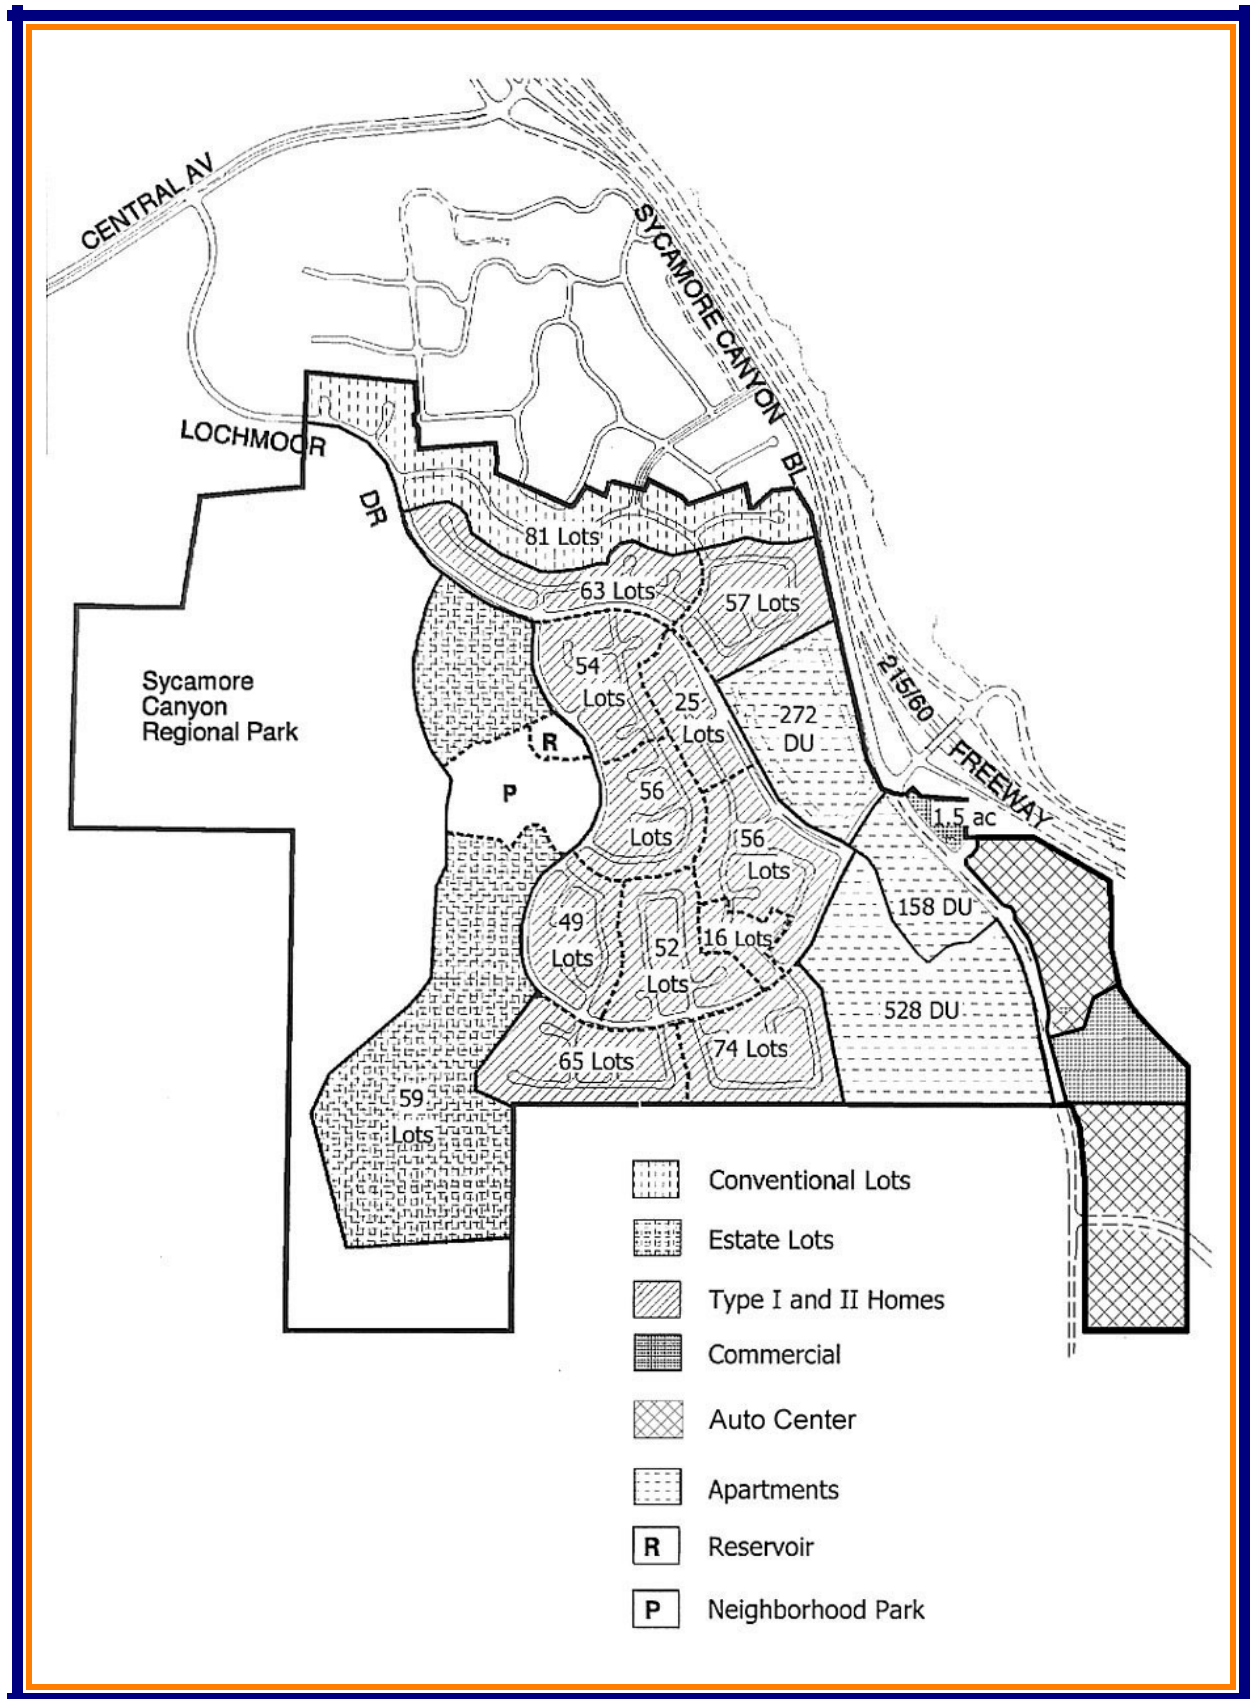 CENTRAL AV
SYCAMORE CANYON BL
LOCHMOOR
DR
81 Lots
63 Lots
57 Lots
54
Lots
25
Lots
Sycamore
Canyon
Regional Park
215/60
FREEWAY
272
DU
R
P
56
Lots
1.5 ac
56
Lots
158 DU
49
Lots
52
Lots
16 Lots
528 DU
65 Lots
74 Lots
59
Lots
Conventional Lots
Estate Lots
Type I and II Homes
Commercial
Auto Center
Apartments
R Reservoir
P Neighborhood Park